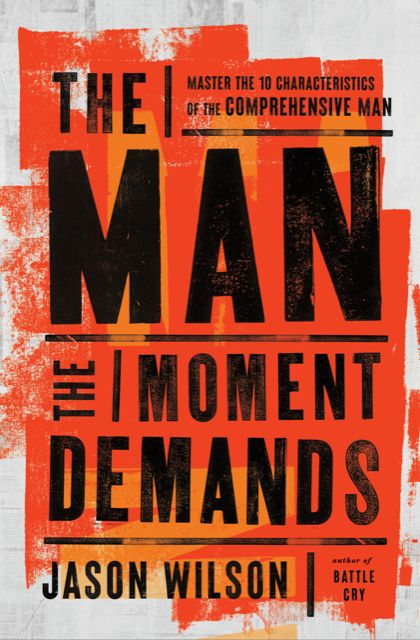 THE
MASTER THE 10 CHARACTERISTICS
OF THE COMPREHENSIVE MAN
MAN
THE MOMENT
DEMANDS
JASON WILSON
author of
BATTLE
CRY